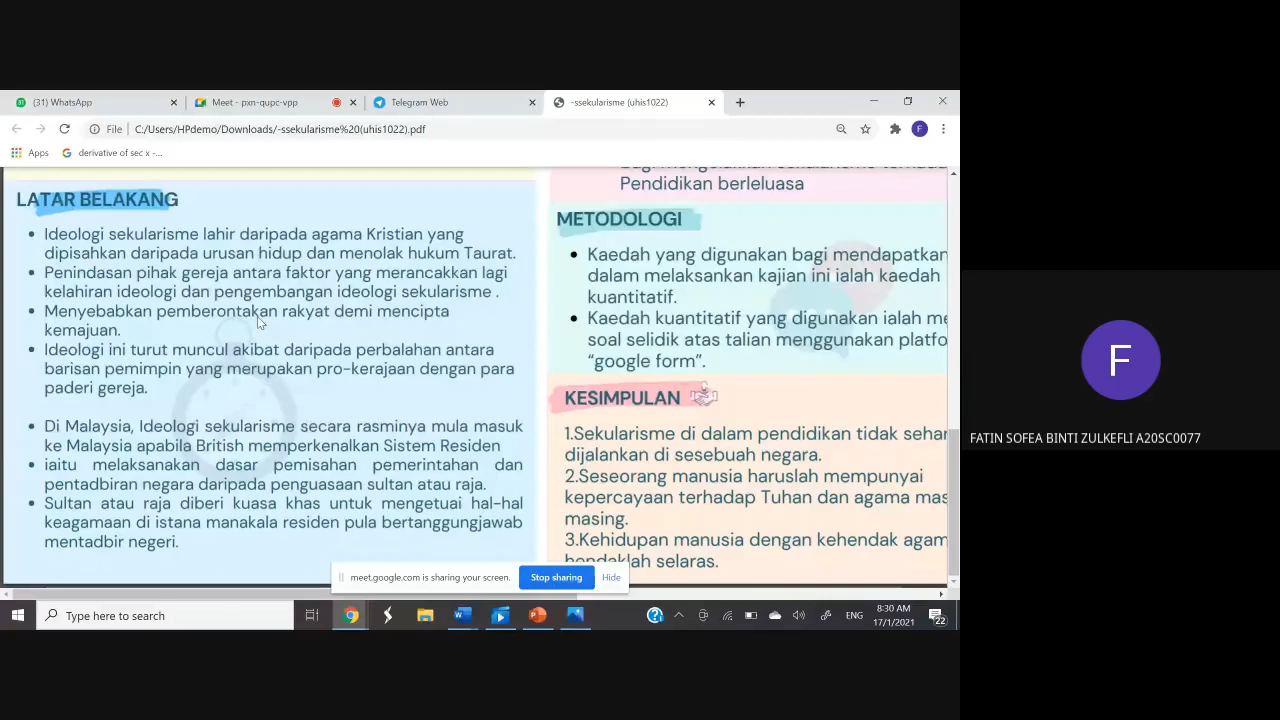 (31) WhatsApp
Meet - pxn-qupc-vpp
Telegram Web
-ssekularisme (uhis1022)
File
C:/Users/HPdemo/Downloads/-ssekularisme%20(uhis1022).pdf
F
Apps
derivative of sec x -...
LATAR BELAKANG
Ideologi sekularisme lahir daripada agama Kristian yang
dipisahkan daripada urusan hidup dan menolak hukum Taurat.
Penindasan pihak gereja antara faktor yang merancakkan lagi
kelahiran ideologi dan pengembangan ideologi sekularisme .
Menyebabkan pemberontakan rakyat demi mencipta
kemajuan.
Ideologi ini turut muncul akibat daripada perbalahan antara
barisan pemimpin yang merupakan pro-kerajaan dengan para
paderi gereja.
Di Malaysia, Ideologi sekularisme secara rasminya mula masuk
ke Malaysia apabila British memperkenalkan Sistem Residen
iaitu melaksanakan dasar pemisahan pemerintahan dan
pentadbiran negara daripada penguasaan sultan atau raja.
Sultan atau raja diberi kuasa khas untuk mengetuai hal-hal
keagamaan di istana manakala residen pula bertanggungjawab
mentadbir negeri.
Pendidikan berleluasa
METODOLOGI
Kaedah yang digunakan bagi mendapatkan
dalam melaksankan kajian ini ialah kaedah
kuantitatif.
Kaedah kuantitatif yang digunakan ialah me
soal selidik atas talian menggunakan platfo
"google form".
KESIMPULAN
1.Sekularisme di dalam pendidikan tidak sehar
dijalankan di sesebuah negara.
2.Seseorang manusia haruslah mempunyai
kepercayaan terhadap Tuhan dan agama mas
masing.
3.Kehidupan manusia dengan kehendak agam
hendaklah selaras.
meet.google.com is sharing your screen.
Stop sharing
Hide
Type here to search
ENG
8:30 AM
17/1/2021
22
F
FATIN SOFEA BINTI ZULKEFLI A20SC0077